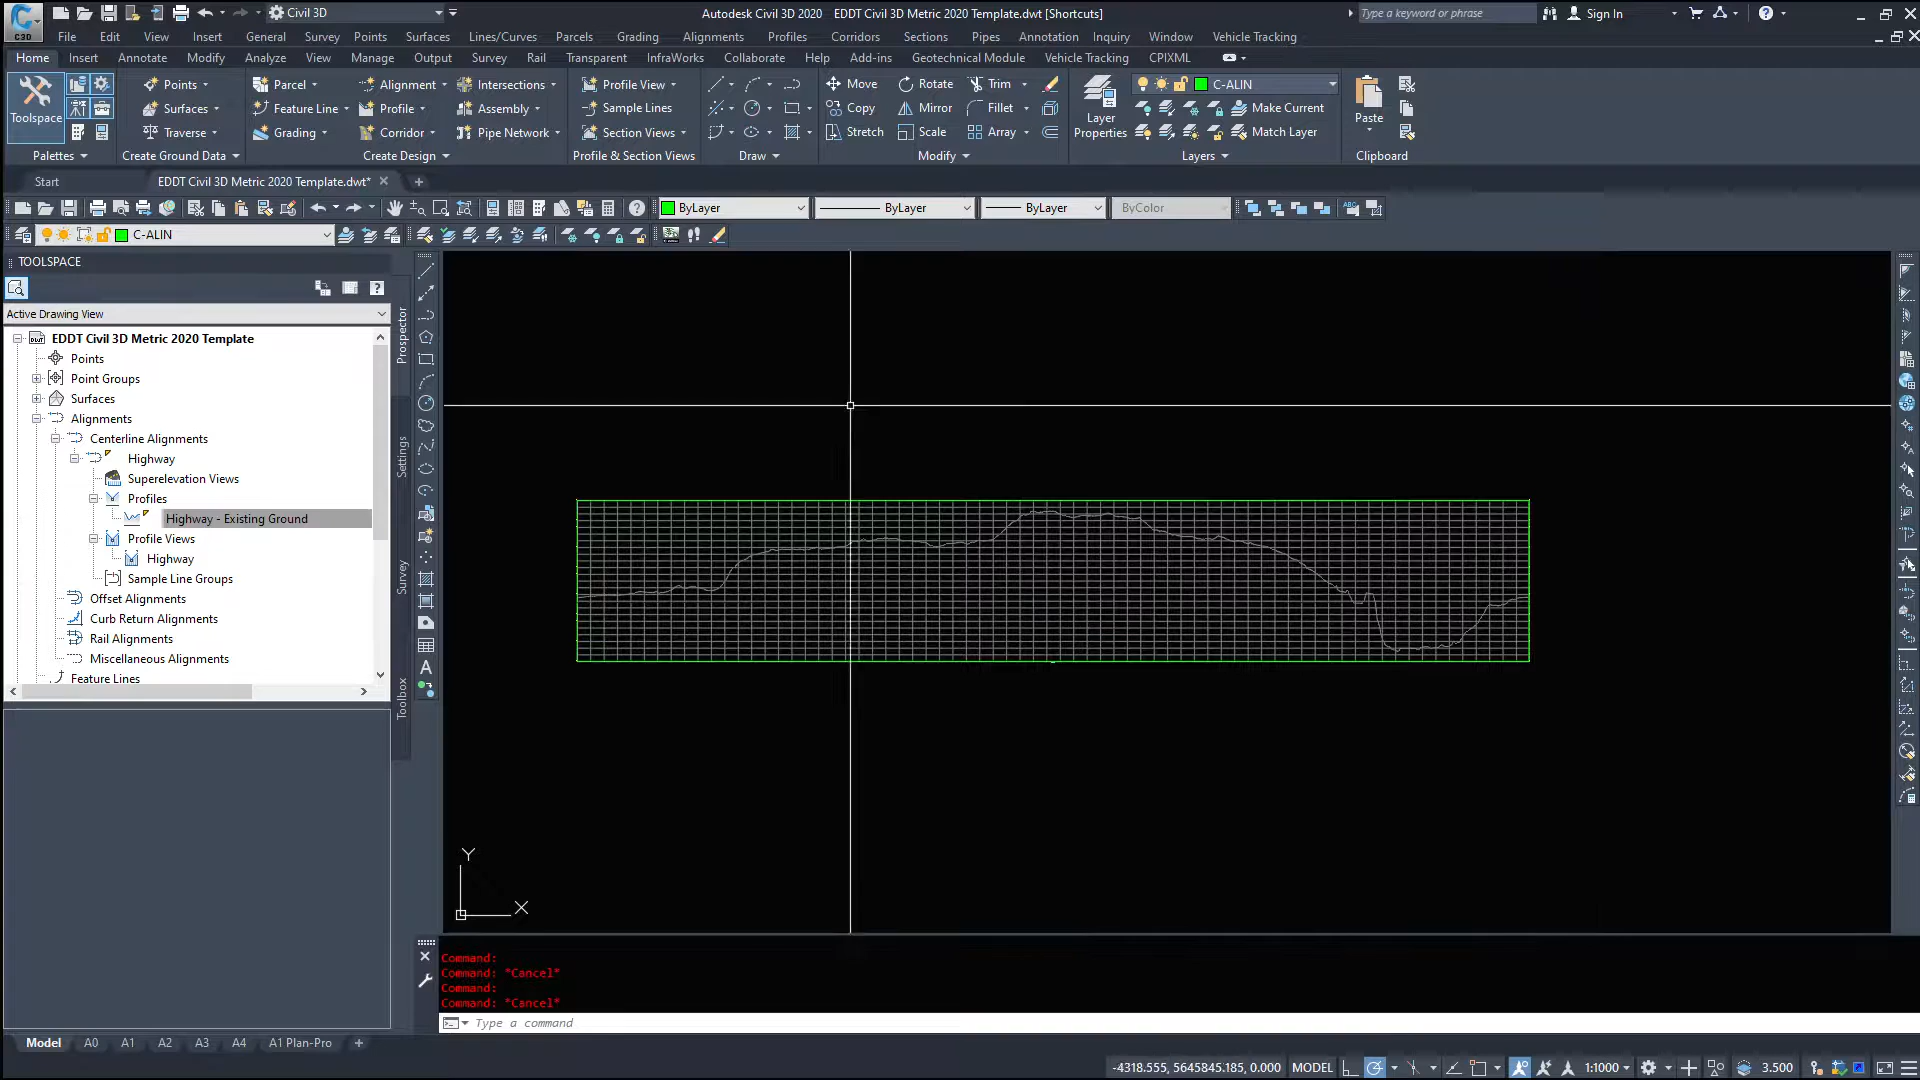 Civil 3D
Autodesk Civil 3D 2020 EDDT Civil 3D Metric 2020 Template.dwt [Shortcuts]
Type a keyword or phrase
Sign In
C3D
File Edit View Insert General Survey Points Surfaces Lines/Curves Parcels Grading Alignments Profiles Corridors Sections Pipes Annotation Inquiry Window Vehicle Tracking
Home Insert Annotate Modify Analyze View Manage Output Survey Rail Transparent InfraWorks Collaborate Help Add-ins Geotechnical Module Vehicle Tracking CPIXML
Points Parcel Alignment Intersections Profile View Move Rotate Trim C-ALIN
Toolspace Surfaces Feature Line Profile Assembly Sample Lines Copy Mirror Fillet Layer Properties Make Current Paste
Traverse Grading Corridor Pipe Network Section Views Stretch Scale Array Match Layer
Palettes Create Ground Data Create Design Profile & Section Views Draw Modify Layers Clipboard
Start EDDT Civil 3D Metric 2020 Template.dwt*
ByLayer ByLayer ByLayer ByColor
C-ALIN
TOOLSPACE
Active Drawing View
EDDT Civil 3D Metric 2020 Template
Points
Point Groups
Surfaces
Alignments
Centerline Alignments
Highway
Superelevation Views
Profiles
Highway - Existing Ground
Profile Views
Highway
Sample Line Groups
Offset Alignments
Curb Return Alignments
Rail Alignments
Miscellaneous Alignments
Feature Lines
Prospector
Settings
Survey
Toolbox
Y
X
Command:
Command: *Cancel*
Command:
Command: *Cancel*
Type a command
Model A0 A1 A2 A3 A4 A1 Plan-Pro
-4318.555, 5645845.185, 0.000 MODEL 1:1000 3.500